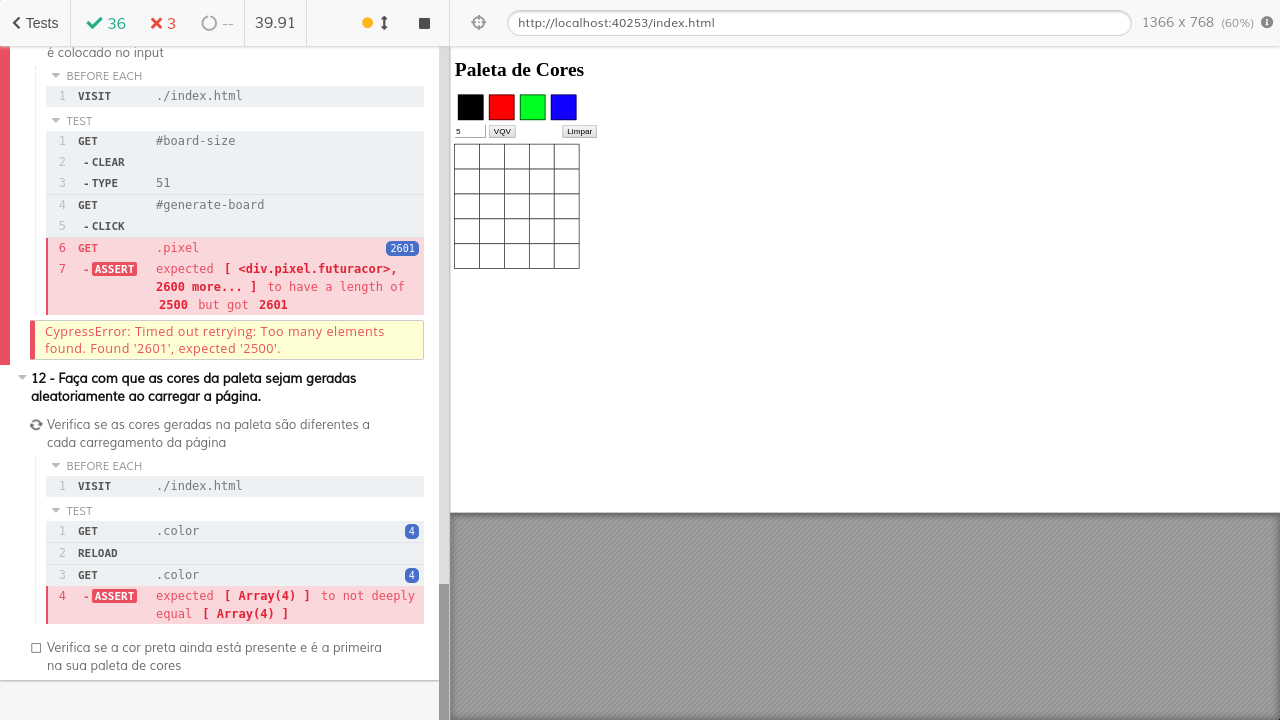 Tests
36
3
--
39.91
http://localhost:40253/index.html
1366 x 768 (60%)
é colocado no input
BEFORE EACH
1 VISIT ./index.html
TEST
1 GET #board-size
2 - CLEAR
3 - TYPE 51
4 GET #generate-board
5 - CLICK
6 GET .pixel 2601
7 - ASSERT expected [ <div.pixel.futuracor>,
2600 more... ] to have a length of
2500 but got 2601
CypressError: Timed out retrying: Too many elements
found. Found '2601', expected '2500'.
12 - Faça com que as cores da paleta sejam geradas
aleatoriamente ao carregar a página.
Verifica se as cores geradas na paleta são diferentes a
cada carregamento da página
BEFORE EACH
1 VISIT ./index.html
TEST
1 GET .color 4
2 RELOAD
3 GET .color 4
4 - ASSERT expected [ Array(4) ] to not deeply
equal [ Array(4) ]
Verifica se a cor preta ainda está presente e é a primeira
na sua paleta de cores
Paleta de Cores
5 VQV Limpar